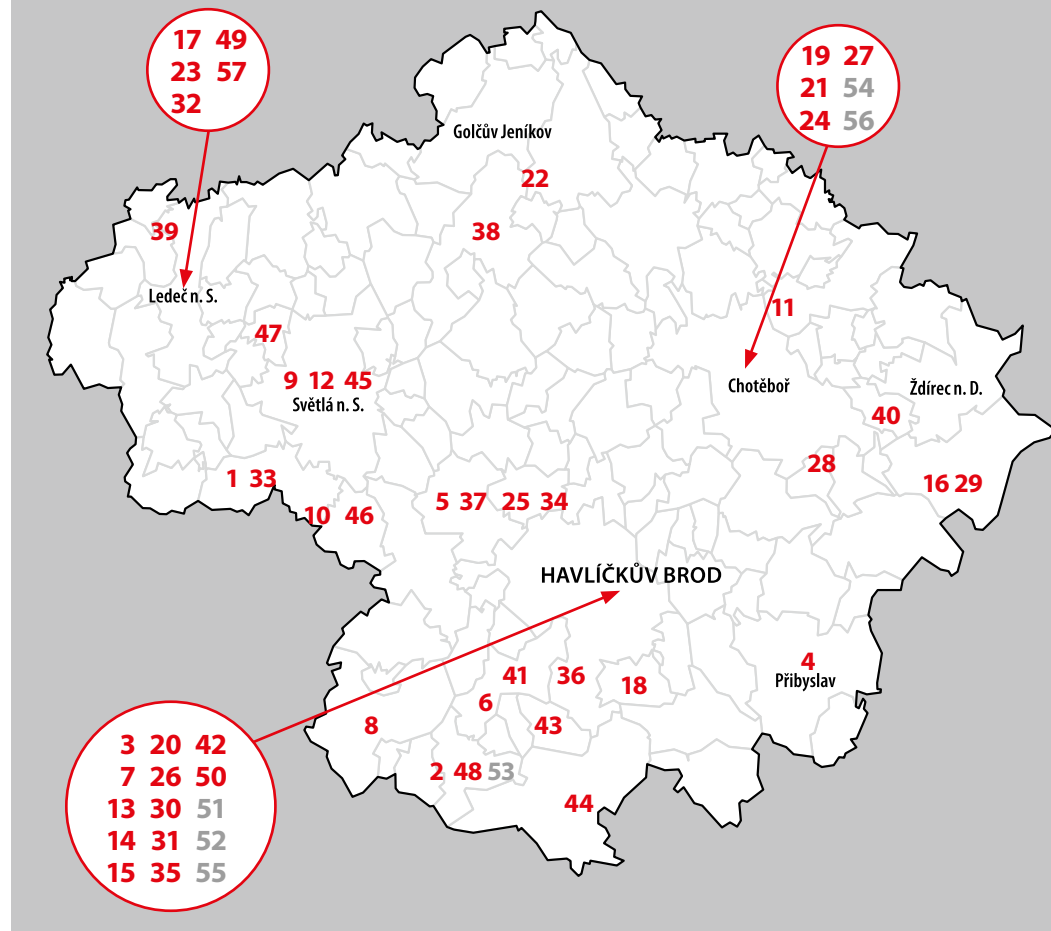 17 49
23 57
32
19 27
21 54
24 56
Golčův Jeníkov
22
39
38
Ledeč n. S.
11
47
9 12 45
Světlá n. S.
Chotěboř
Ždírec n. D.
40
28
1 33
16 29
10 46
5 37 25 34
HAVLÍČKŮV BROD
4
Přibyslav
41 36
18
6
8
43
3 20 42
7 26 50
13 30 51
14 31 52
15 35 55
2 48 53
44